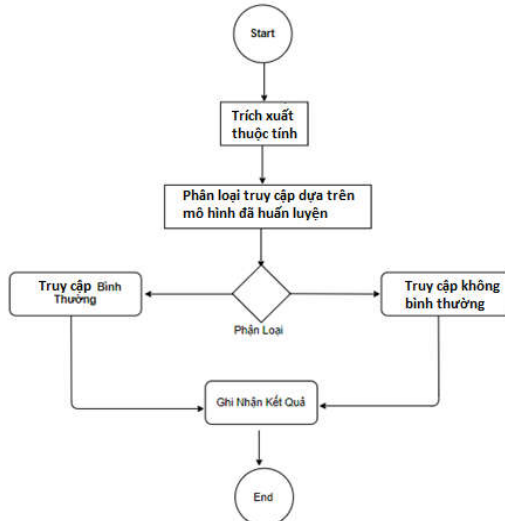 Start
Trích xuất
thuộc tính
Phân loại truy cập dựa trên
mô hình đã huấn luyện
Truy cập Bình
Thường
Phân Loại
Truy cập không
bình thường
Ghi Nhận Kết Quả
End